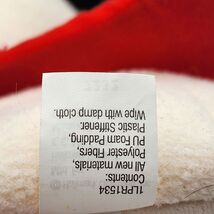 1LPR1534
Contents:
All new materials,
Polyester Fibers,
PU Foam Padding,
Plastic Stiffener.
Wipe with damp cloth.